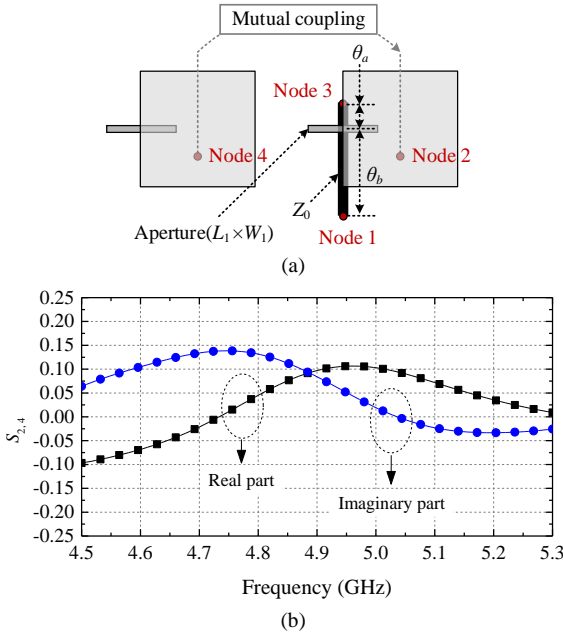 Mutual coupling
θa
Node 3
Node 4
Node 2
θb
Z0
Aperture(L1×W1)
Node 1
(a)
0.25
0.20
0.15
0.10
0.05
0.00
-0.05
-0.10
-0.15
-0.20
-0.25
S2,4
Real part
Imaginary part
4.5 4.6 4.7 4.8 4.9 5.0 5.1 5.2 5.3
Frequency (GHz)
(b)